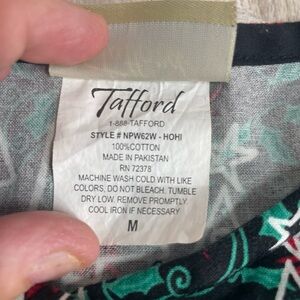 Tafford
1-888-TAFFORD
STYLE # NPW62W - HOHI
100%COTTON
MADE IN PAKISTAN
RN 72378
MACHINE WASH COLD WITH LIKE
COLORS, DO NOT BLEACH. TUMBLE
DRY LOW. REMOVE PROMPTLY.
COOL IRON IF NECESSARY
M